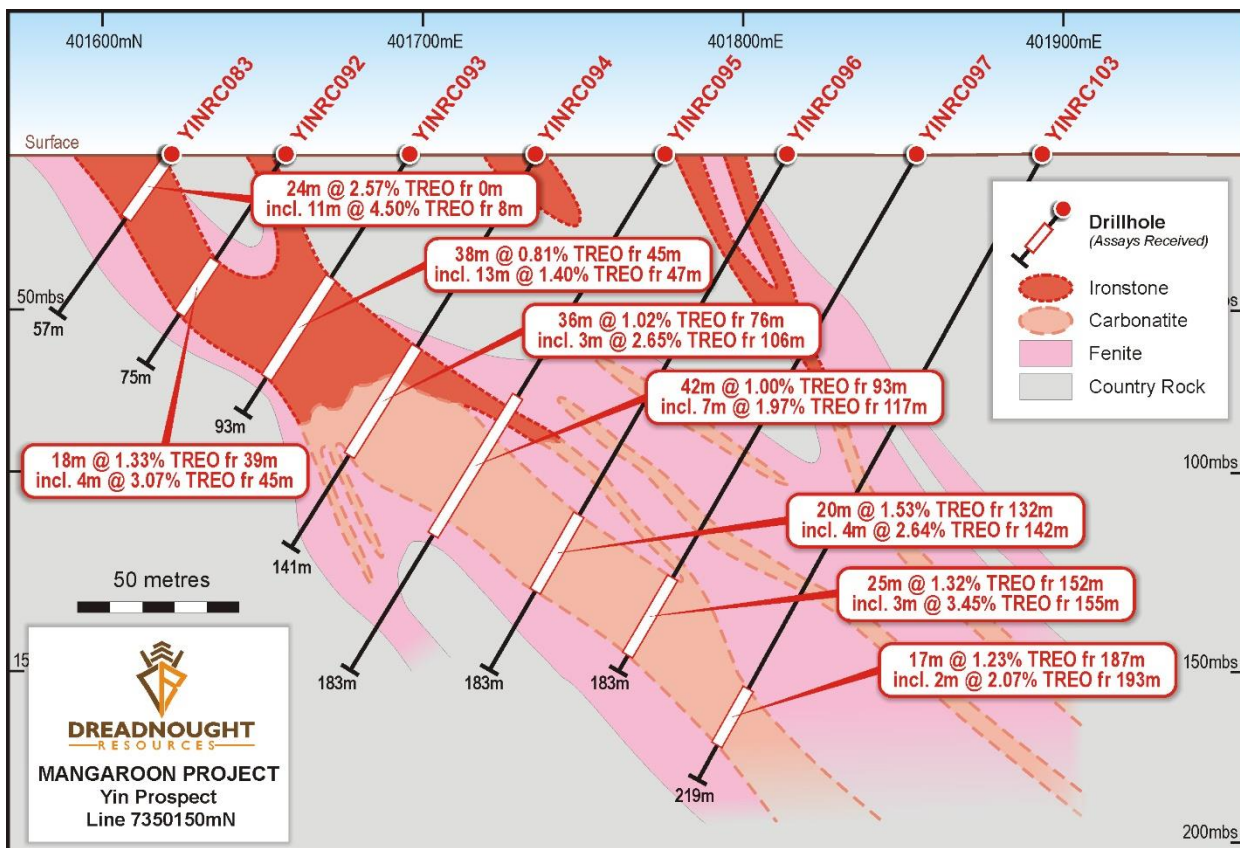 401600mN
401700mE
401800mE
401900mE
YINRC083
YINRC092
YINRC093
YINRC094
YINRC095
YINRC096
YINRC097
YINRC103
Surface
24m @ 2.57% TREO fr 0m
incl. 11m @ 4.50% TREO fr 8m
38m @ 0.81% TREO fr 45m
incl. 13m @ 1.40% TREO fr 47m
36m @ 1.02% TREO fr 76m
incl. 3m @ 2.65% TREO fr 106m
42m @ 1.00% TREO fr 93m
incl. 7m @ 1.97% TREO fr 117m
18m @ 1.33% TREO fr 39m
incl. 4m @ 3.07% TREO fr 45m
20m @ 1.53% TREO fr 132m
incl. 4m @ 2.64% TREO fr 142m
25m @ 1.32% TREO fr 152m
incl. 3m @ 3.45% TREO fr 155m
17m @ 1.23% TREO fr 187m
incl. 2m @ 2.07% TREO fr 193m
Drillhole
(Assays Received)
Ironstone
Carbonatite
Fenite
Country Rock
50mbs
57m
75m
93m
141m
183m
183m
183m
219m
100mbs
150mbs
200mbs
50 metres
DREADNOUGHT
RESOURCES
MANGAROON PROJECT
Yin Prospect
Line 7350150mN